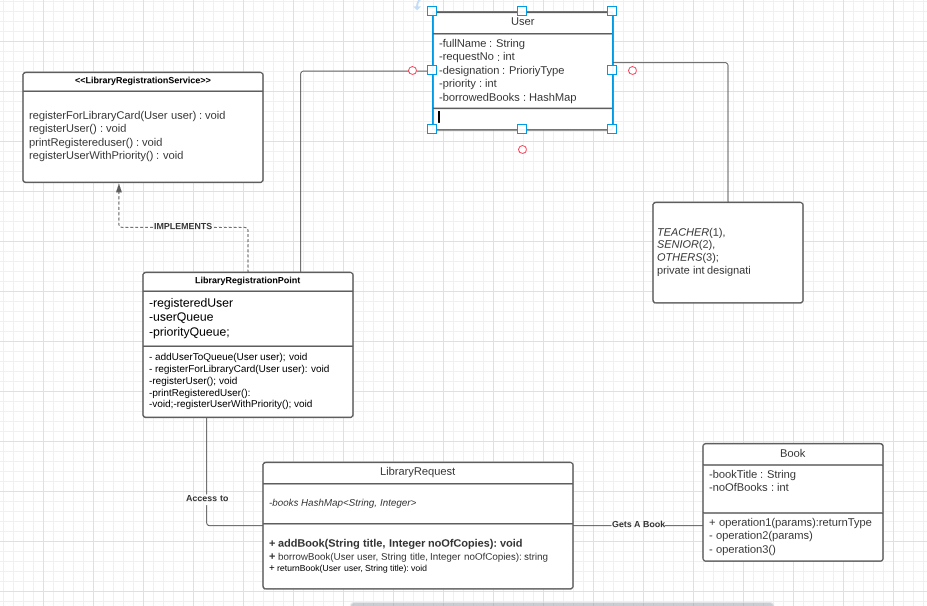 User
-fullName : String
-requestNo : int
-designation : PrioriyType
-priority : int
-borrowedBooks : HashMap
<<LibraryRegistrationService>>
registerForLibraryCard(User user) : void
registerUser() : void
printRegistereduser() : void
registerUserWithPriority() : void
IMPLEMENTS
TEACHER(1),
SENIOR(2),
OTHERS(3);
private int designati
LibraryRegistrationPoint
-registeredUser
-userQueue
-priorityQueue;
- addUserToQueue(User user); void
- registerForLibraryCard(User user): void
-registerUser(); void
-printRegisteredUser():
-void;-registerUserWithPriority(); void
Access to
LibraryRequest
-books HashMap<String, Integer>
+ addBook(String title, Integer noOfCopies): void
+ borrowBook(User user, String title, Integer noOfCopies): string
+ returnBook(User user, String title): void
Gets A Book
Book
-bookTitle : String
-noOfBooks : int
+ operation1(params):returnType
- operation2(params)
- operation3()